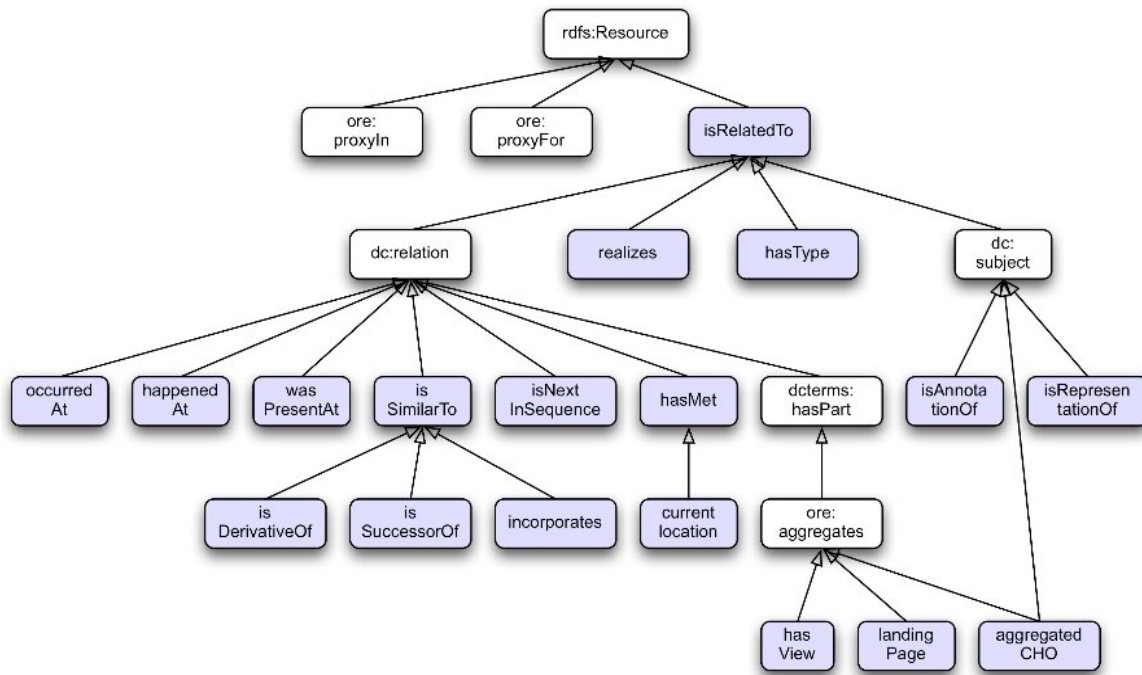 rdfs:Resource
ore:
proxyIn
ore:
proxyFor
isRelatedTo
dc:relation
realizes
hasType
dc:
subject
occurred
At
happened
At
was
PresentAt
is
SimilarTo
isNext
InSequence
hasMet
dcterms:
hasPart
isAnnota
tionOf
isRepresen
tationOf
is
DerivativeOf
is
SuccessorOf
incorporates
current
location
ore:
aggregates
has
View
landing
Page
aggregated
CHO